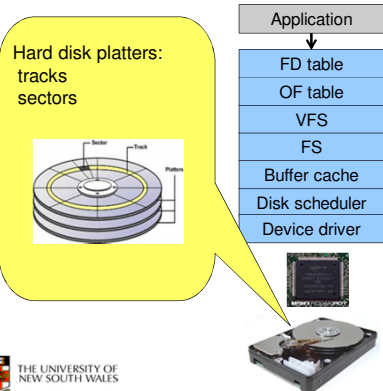 Application
Hard disk platters:
tracks
sectors
FD table
OF table
VFS
FS
Buffer cache
Disk scheduler
Device driver
Sector
Track
Platters
THE UNIVERSITY OF
NEW SOUTH WALES